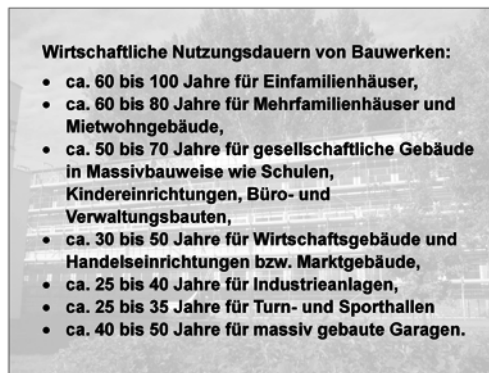 Wirtschaftliche Nutzungsdauern von Bauwerken:
• ca. 60 bis 100 Jahre für Einfamilienhäuser,
• ca. 60 bis 80 Jahre für Mehrfamilienhäuser und
Mietwohngebäude,
• ca. 50 bis 70 Jahre für gesellschaftliche Gebäude
in Massivbauweise wie Schulen,
Kindereinrichtungen, Büro- und
Verwaltungsbauten,
• ca. 30 bis 50 Jahre für Wirtschaftsgebäude und
Handelseinrichtungen bzw. Marktgebäude,
• ca. 25 bis 40 Jahre für Industrieanlagen,
• ca. 25 bis 35 Jahre für Turn- und Sporthallen
• ca. 40 bis 50 Jahre für massiv gebaute Garagen.